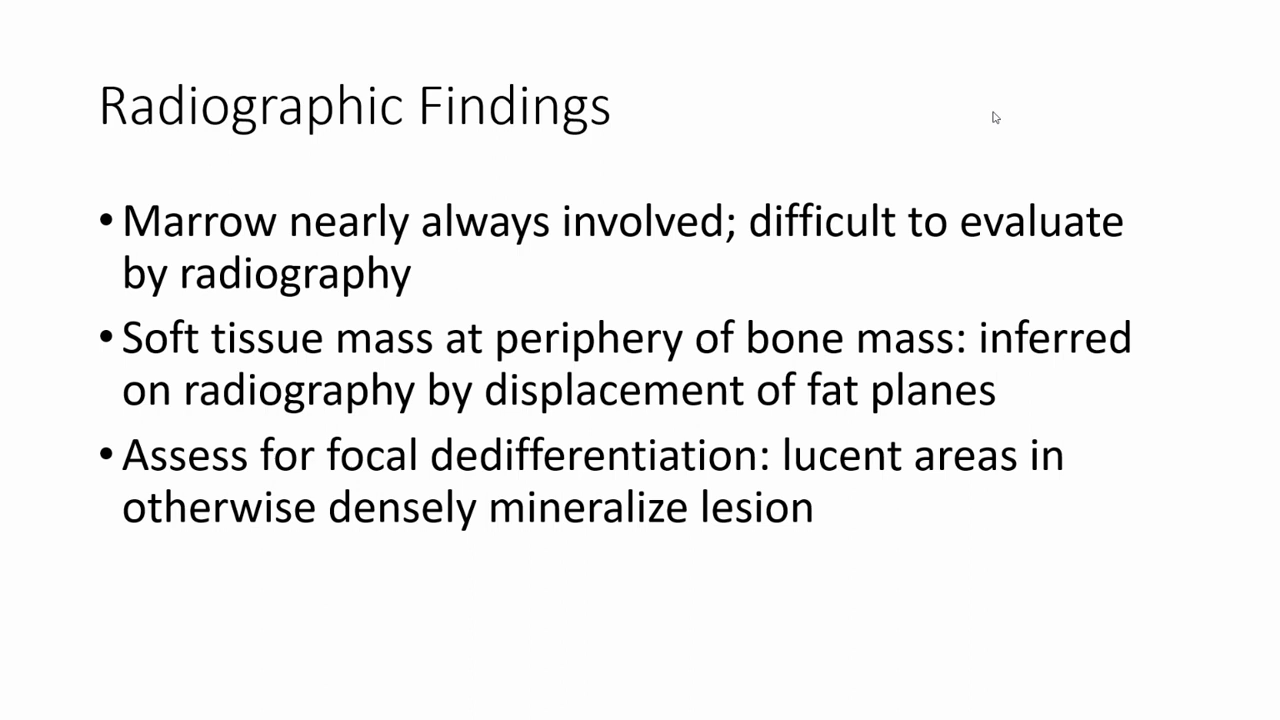 Radiographic Findings
• Marrow nearly always involved; difficult to evaluate
by radiography
• Soft tissue mass at periphery of bone mass: inferred
on radiography by displacement of fat planes
• Assess for focal dedifferentiation: lucent areas in
otherwise densely mineralize lesion